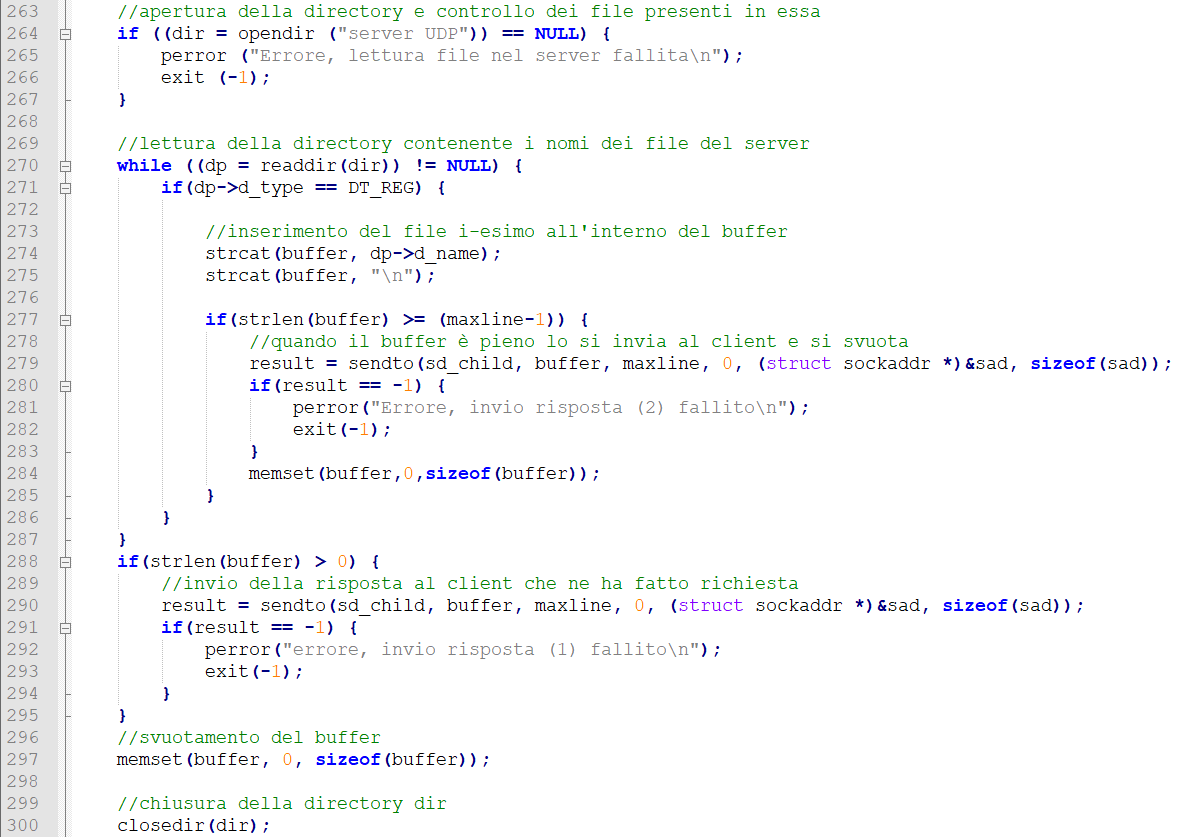 263 //apertura della directory e controllo dei file presenti in essa
264 if ((dir = opendir ("server UDP")) == NULL) {
265 perror ("Errore, lettura file nel server fallita\n");
266 exit (-1);
267 }
268
269 //lettura della directory contenente i nomi dei file del server
270 while ((dp = readdir(dir)) != NULL) {
271 if(dp->d_type == DT_REG) {
272
273 //inserimento del file i-esimo all'interno del buffer
274 strcat(buffer, dp->d_name);
275 strcat(buffer, "\n");
276
277 if(strlen(buffer) >= (maxline-1)) {
278 //quando il buffer è pieno lo si invia al client e si svuota
279 result = sendto(sd_child, buffer, maxline, 0, (struct sockaddr *)&sad, sizeof(sad));
280 if(result == -1) {
281 perror("Errore, invio risposta (2) fallito\n");
282 exit(-1);
283 }
284 memset(buffer,0,sizeof(buffer));
285 }
286 }
287 }
288 if(strlen(buffer) > 0) {
289 //invio della risposta al client che ne ha fatto richiesta
290 result = sendto(sd_child, buffer, maxline, 0, (struct sockaddr *)&sad, sizeof(sad));
291 if(result == -1) {
292 perror("errore, invio risposta (1) fallito\n");
293 exit(-1);
294 }
295 }
296 //svuotamento del buffer
297 memset(buffer, 0, sizeof(buffer));
298
299 //chiusura della directory dir
300 closedir(dir);